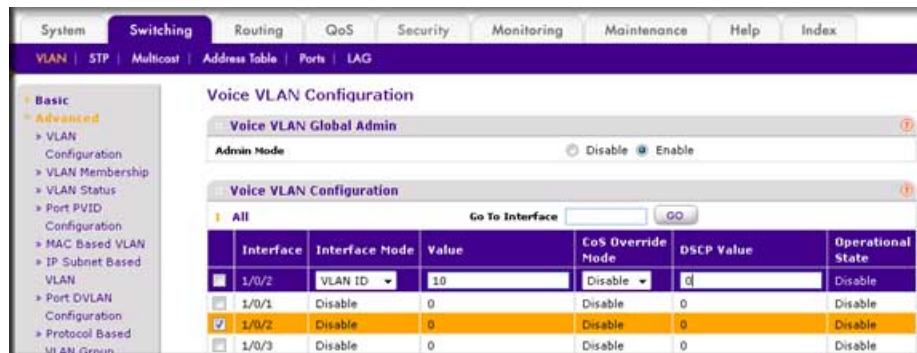 System Switching Routing QoS Security Monitoring Maintenance Help Index
VLAN | STP | Multicast | Address Table | Ports | LAG
Basic
Advanced
» VLAN
Configuration
» VLAN Membership
» VLAN Status
» Port PVID
Configuration
» MAC Based VLAN
» IP Subnet Based
VLAN
» Port DVLAN
Configuration
» Protocol Based
VLAN Group
Voice VLAN Configuration
Voice VLAN Global Admin
Admin Mode Disable Enable
Voice VLAN Configuration
1 All Go To Interface GO
Interface Interface Mode Value CoS Override Mode DSCP Value Operational State
1/0/2 VLAN ID 10 Disable 0 Disable
1/0/1 Disable 0 0 Disable
1/0/2 Disable 0 0 Disable
1/0/3 Disable 0 0 Disable